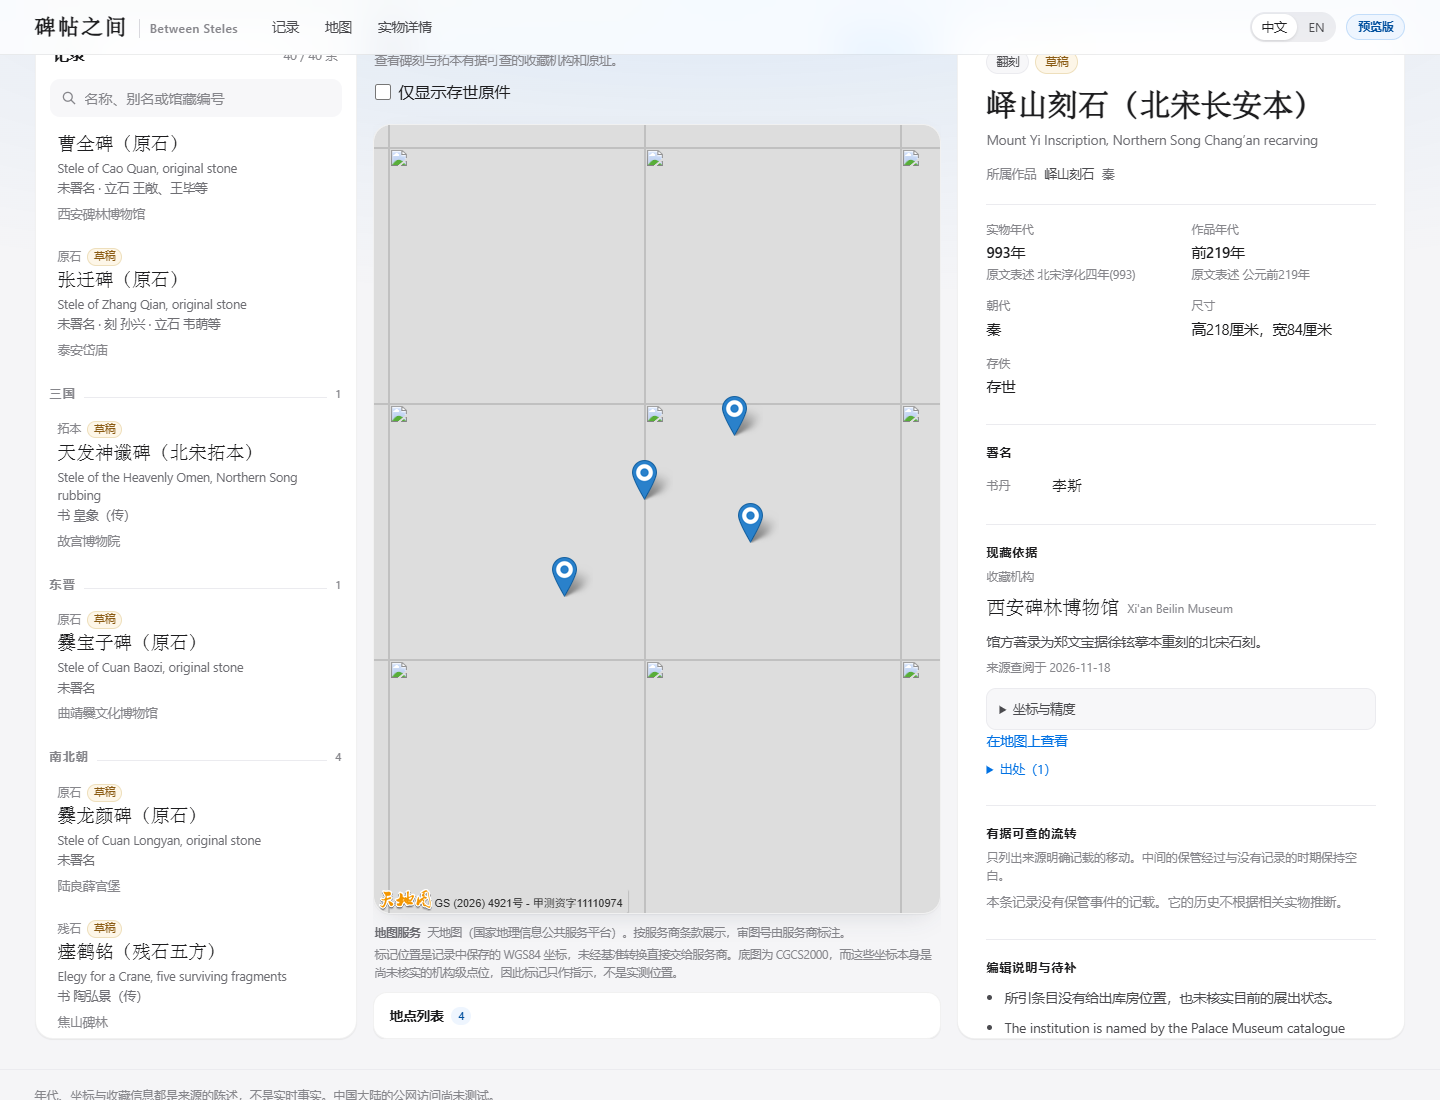 碑帖之间
Between Steles
记录
地图
实物详情
中文
EN
预览版
记录
40 / 40 条
名称、别名或馆藏编号
曹全碑（原石）
Stele of Cao Quan, original stone
未署名 · 立石 王敞、王毕等
西安碑林博物馆
原石 草稿
张迁碑（原石）
Stele of Zhang Qian, original stone
未署名 · 刻 孙兴 · 立石 韦萌等
泰安岱庙
三国 1
拓本 草稿
天发神谶碑（北宋拓本）
Stele of the Heavenly Omen, Northern Song
rubbing
书 皇象（传）
故宫博物院
东晋 1
原石 草稿
爨宝子碑（原石）
Stele of Cuan Baozi, original stone
未署名
曲靖爨文化博物馆
南北朝 4
原石 草稿
爨龙颜碑（原石）
Stele of Cuan Longyan, original stone
未署名
陆良薛官堡
残石 草稿
瘗鹤铭（残石五方）
Elegy for a Crane, five surviving fragments
书 陶弘景（传）
焦山碑林
查看碑刻与拓本有据可查的收藏机构和原址。
仅显示存世原件
天地图 GS (2026) 4921号 - 甲测资字11110974
地图服务 天地图（国家地理信息公共服务平台）。按服务商条款展示，审图号由服务商标注。
标记位置是记录中保存的 WGS84 坐标，未经基准转换直接交给服务商。底图为 CGCS2000，而这些坐标本身是
尚未核实的机构级点位，因此标记只作指示，不是实测位置。
地点列表 4
翻刻 草稿
峄山刻石（北宋长安本）
Mount Yi Inscription, Northern Song Chang’an recarving
所属作品 峄山刻石 秦
实物年代
993年
原文表述 北宋淳化四年(993)
作品年代
前219年
原文表述 公元前219年
朝代
秦
尺寸
高218厘米，宽84厘米
存佚
存世
署名
书丹 李斯
现藏依据
收藏机构
西安碑林博物馆 Xi'an Beilin Museum
馆方著录为郑文宝据徐铉摹本重刻的北宋石刻。
来源查阅于 2026-11-18
坐标与精度
在地图上查看
出处（1）
有据可查的流转
只列出来源明确记载的移动。中间的保管经过与没有记录的时期保持空
白。
本条记录没有保管事件的记载。它的历史不根据相关实物推断。
编辑说明与待补
所引条目没有给出库房位置，也未核实目前的展出状态。
The institution is named by the Palace Museum catalogue
年代、坐标与收藏信息都是来源的陈述，不是实时事实。中国大陆的公网访问尚未测试。